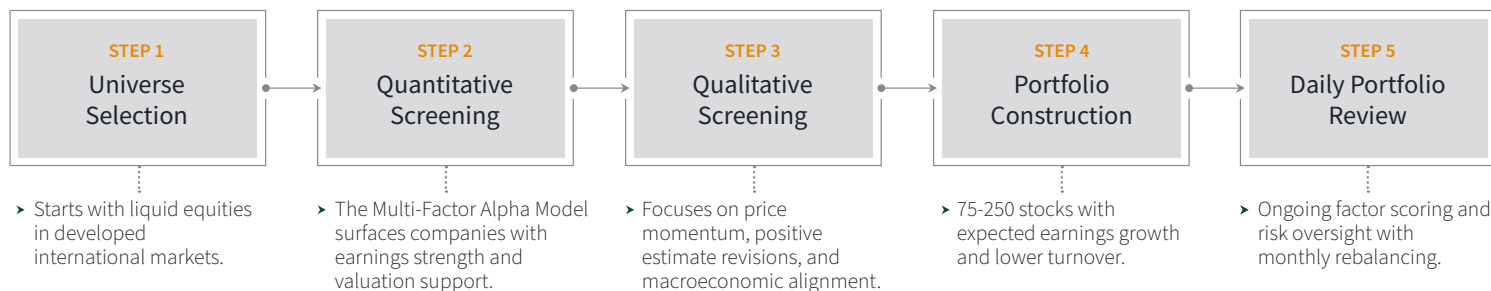 STEP 1
Universe
Selection
STEP 2
Quantitative
Screening
STEP 3
Qualitative
Screening
STEP 4
Portfolio
Construction
STEP 5
Daily Portfolio
Review
Starts with liquid equities
in developed
international markets.
The Multi-Factor Alpha Model
surfaces companies with
earnings strength and
valuation support.
Focuses on price
momentum, positive
estimate revisions, and
macroeconomic alignment.
75-250 stocks with
expected earnings growth
and lower turnover.
Ongoing factor scoring and
risk oversight with
monthly rebalancing.